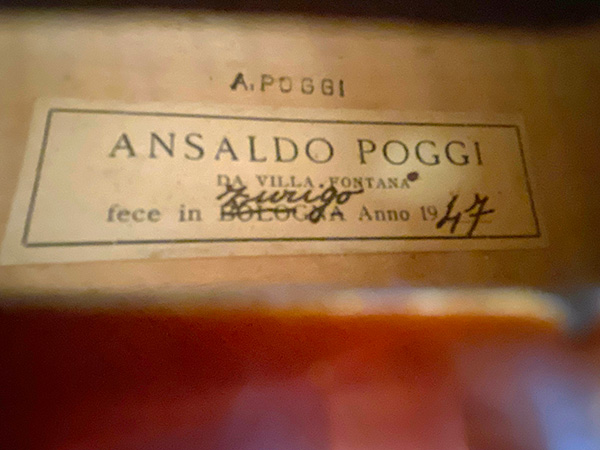 A. POGGI
ANSALDO POGGI
DA VILLA FONTANA
Zurigo
fece in BOLOGNA Anno 1947